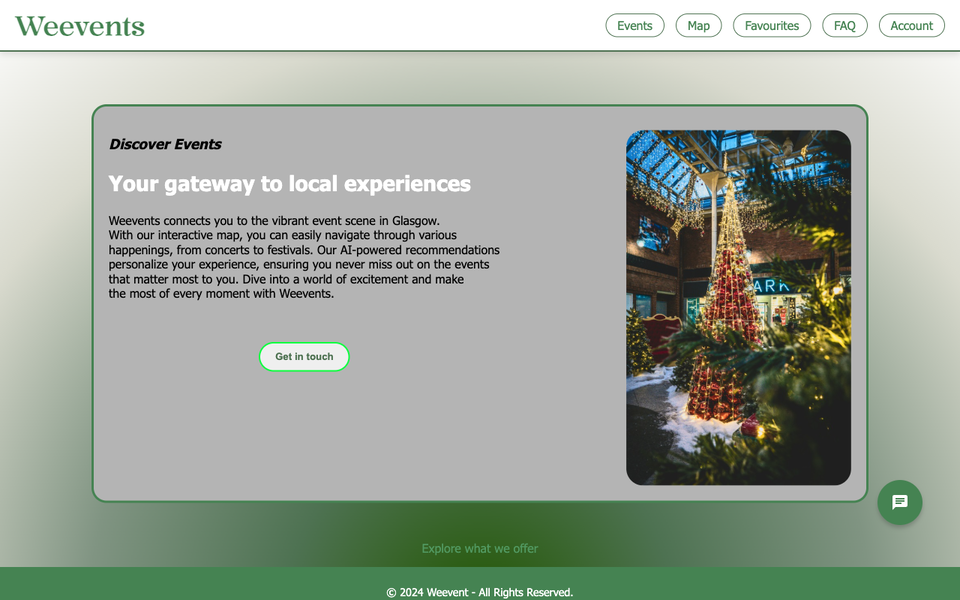 Weevents
Events
Map
Favourites
FAQ
Account
Discover Events
Your gateway to local experiences
Weevents connects you to the vibrant event scene in Glasgow.
With our interactive map, you can easily navigate through various
happenings, from concerts to festivals. Our AI-powered recommendations
personalize your experience, ensuring you never miss out on the events
that matter most to you. Dive into a world of excitement and make
the most of every moment with Weevents.
Get in touch
ARK
Explore what we offer
© 2024 Weevent - All Rights Reserved.